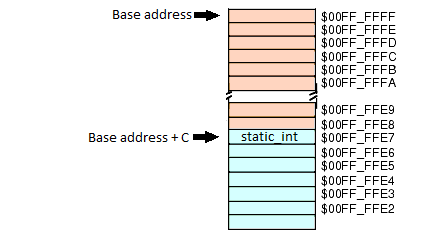 Base address
$00FF_FFFF
$00FF_FFFE
$00FF_FFFD
$00FF_FFFC
$00FF_FFFB
$00FF_FFFA
$00FF_FFE9
$00FF_FFE8
Base address + C
static_int
$00FF_FFE7
$00FF_FFE6
$00FF_FFE5
$00FF_FFE4
$00FF_FFE3
$00FF_FFE2